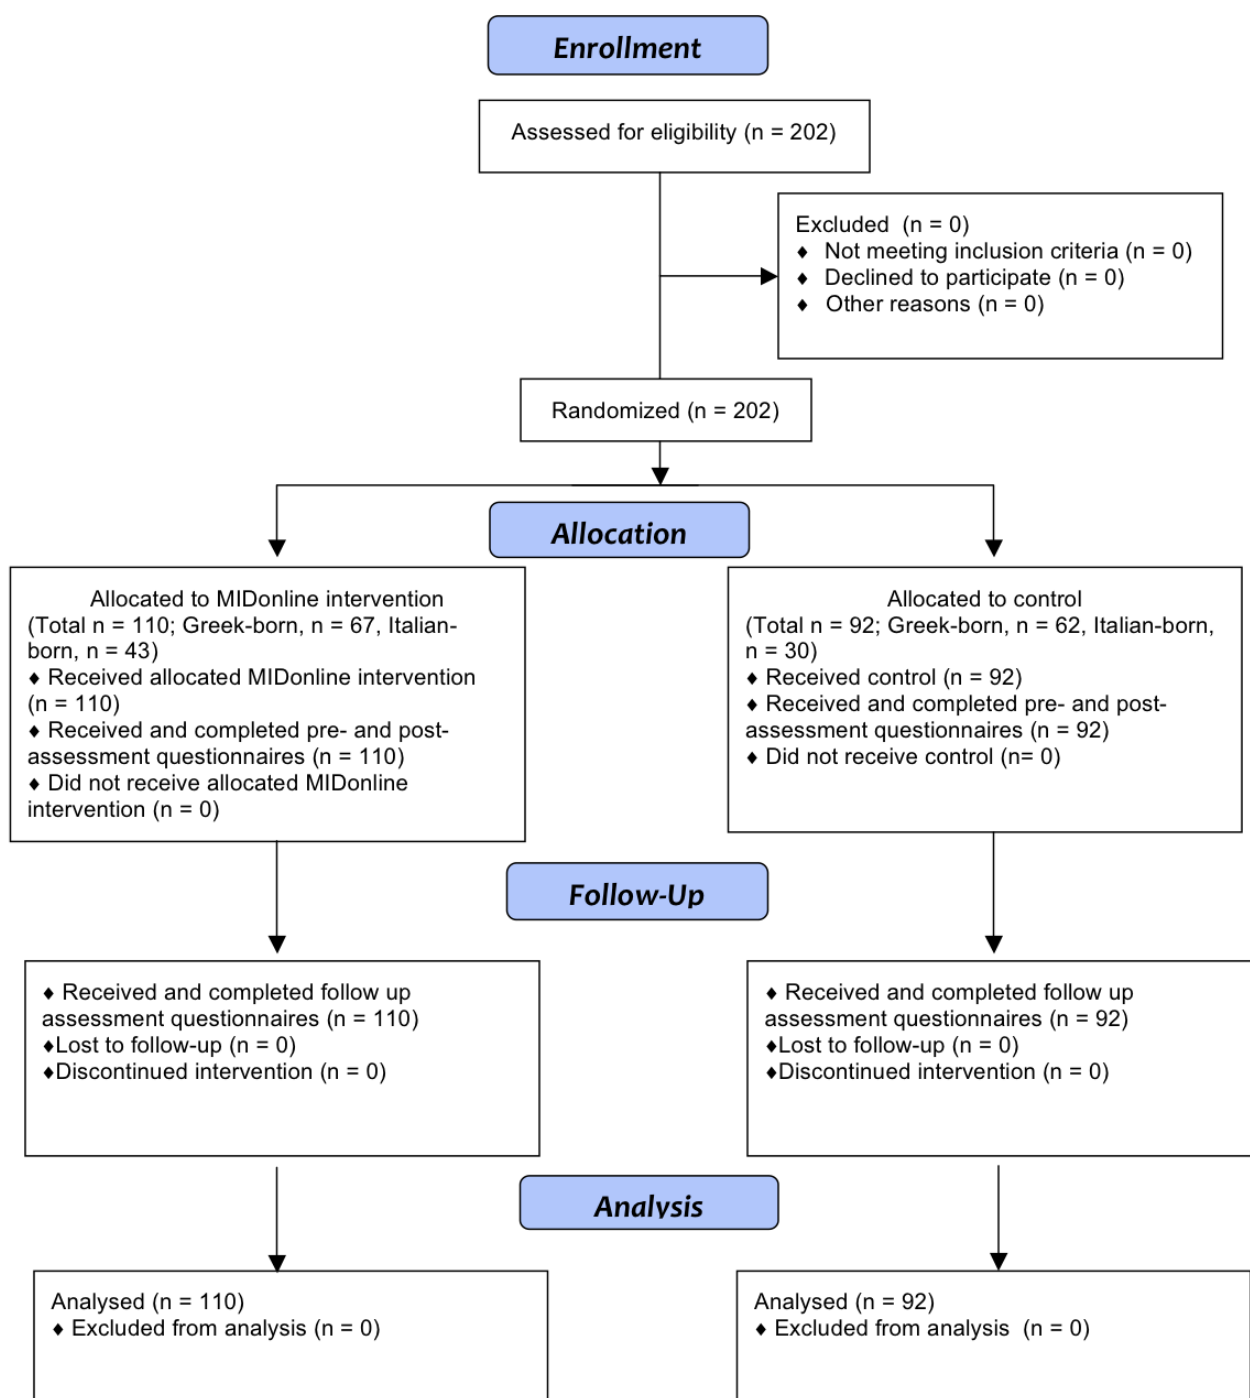 Enrollment
Assessed for eligibility (n = 202)
Excluded  (n = 0)
♦ Not meeting inclusion criteria (n = 0)
♦ Declined to participate (n = 0)
♦ Other reasons (n = 0)
Randomized (n = 202)
Allocation
Allocated to MIDonline intervention
(Total n = 110; Greek-born, n = 67, Italian-
born, n = 43)
♦ Received allocated MIDonline intervention
(n = 110)
♦ Received and completed pre- and post-
assessment questionnaires (n = 110)
♦ Did not receive allocated MIDonline
intervention (n = 0)
Allocated to control
(Total n = 92; Greek-born, n = 62, Italian-born,
n = 30)
♦ Received control (n = 92)
♦ Received and completed pre- and post-
assessment questionnaires (n = 92)
♦ Did not receive control (n= 0)
Follow-Up
♦ Received and completed follow up
assessment questionnaires (n = 110)
♦Lost to follow-up (n = 0)
♦Discontinued intervention (n = 0)
♦ Received and completed follow up
assessment questionnaires (n = 92)
♦Lost to follow-up (n = 0)
♦Discontinued intervention (n = 0)
Analysis
Analysed (n = 110)
♦ Excluded from analysis (n = 0)
Analysed (n = 92)
♦ Excluded from analysis  (n = 0)